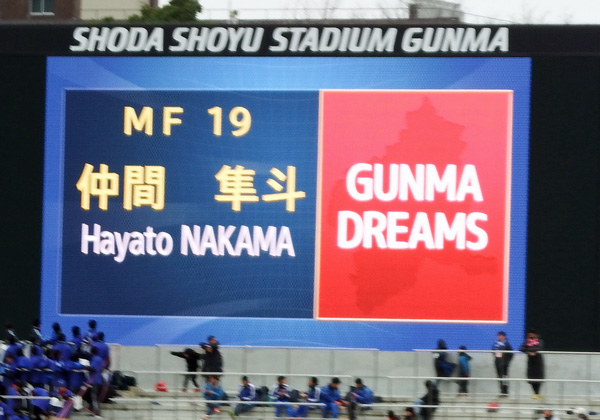 SHODA SHOYU STADIUM GUNMA
MF 19
仲間 隼斗
Hayato NAKAMA
GUNMA
DREAMS